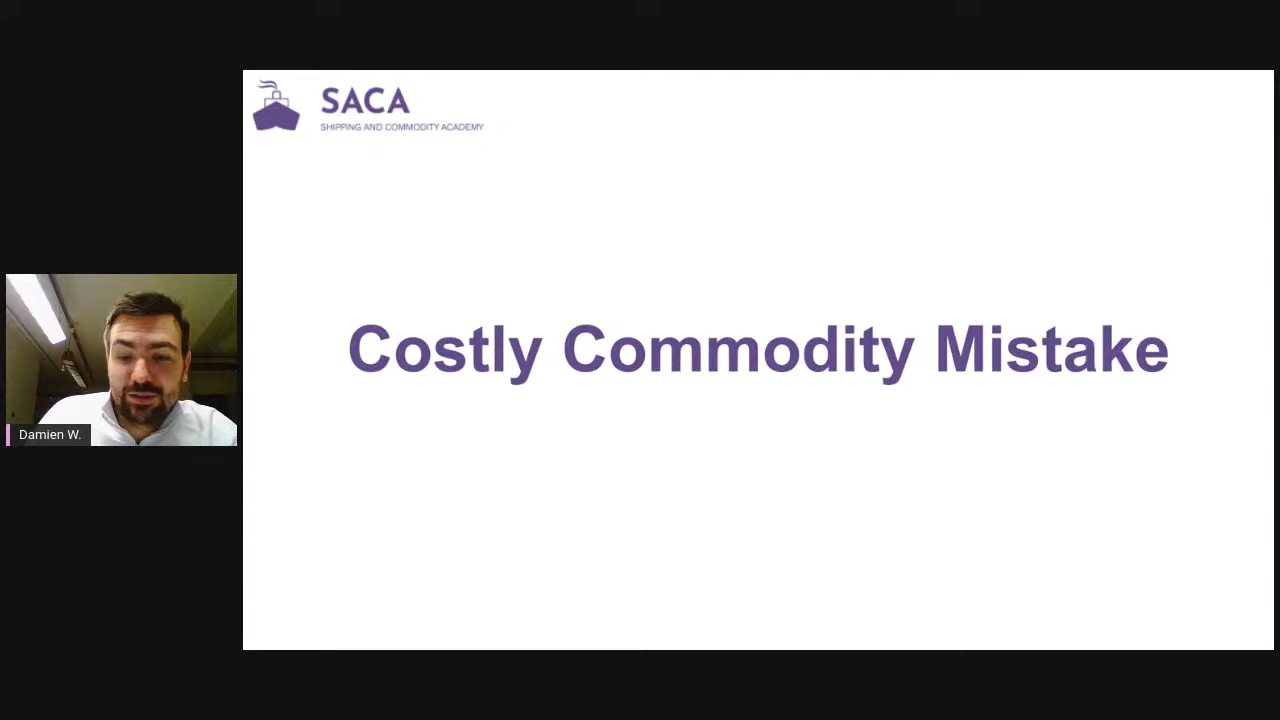 SACA
SHIPPING AND COMMODITY ACADEMY
Costly Commodity Mistake
Damien W.